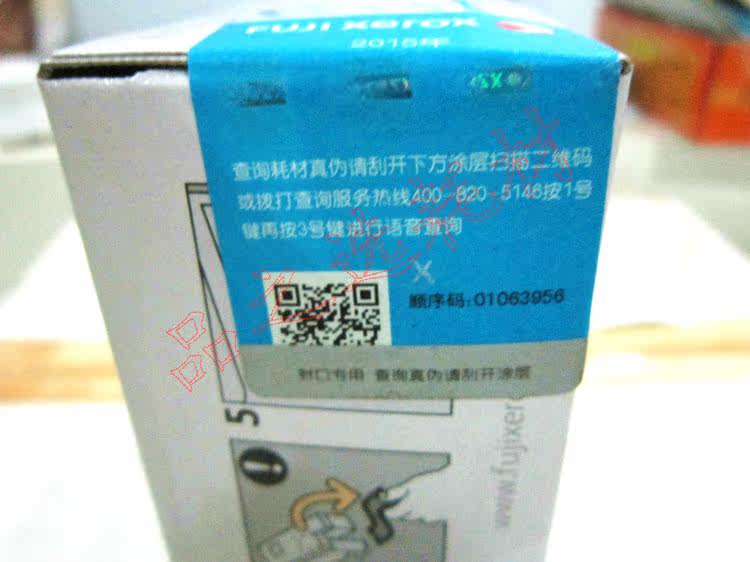 FUJI xerox
2015年
查询耗材真伪请刮开下方涂层扫描二维码
或拨打查询服务热线400-820-5146按1号
键再按3号键进行语音查询
顺序码:01063956
封口专用 查询真伪请刮开涂层
5
www.fujixero